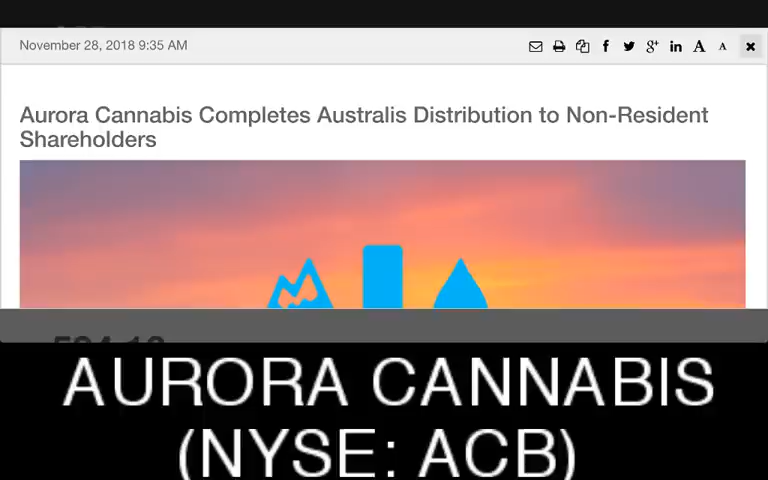 November 28, 2018 9:35 AM
A A
Aurora Cannabis Completes Australis Distribution to Non-Resident
Shareholders
AURORA CANNABIS
(NYSE: ACB)